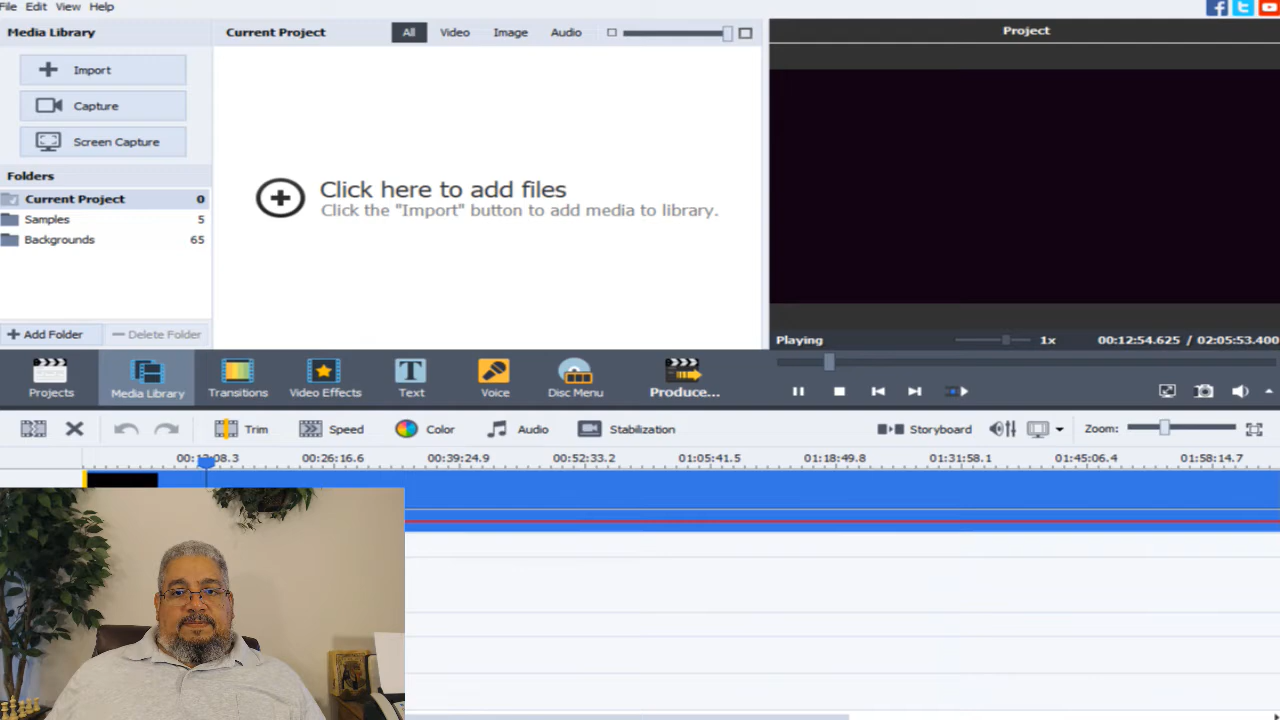 File Edit View Help
Media Library
Import
Capture
Screen Capture
Folders
Current Project 0
Samples 5
Backgrounds 65
Add Folder Delete Folder
Current Project All Video Image Audio
Click here to add files
Click the "Import" button to add media to library.
Project
Playing 1x 00:12:54.625 / 02:05:53.400
Projects Media Library Transitions Video Effects Text Voice Disc Menu Produce...
Trim Speed Color Audio Stabilization Storyboard Zoom:
00:26:16.6 00:39:24.9 00:52:33.2 01:05:41.5 01:18:49.8 01:31:58.1 01:45:06.4 01:58:14.7